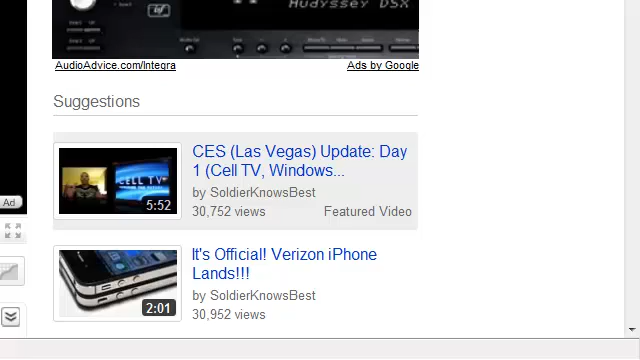 Audyssey DSX
AudioAdvice.com/Integra
Ads by Google
Suggestions
CES (Las Vegas) Update: Day
1 (Cell TV, Windows...
CELL TV
5:52
by SoldierKnowsBest
30,752 views
Featured Video
Ad
It's Official! Verizon iPhone
Lands!!!
2:01
by SoldierKnowsBest
30,952 views